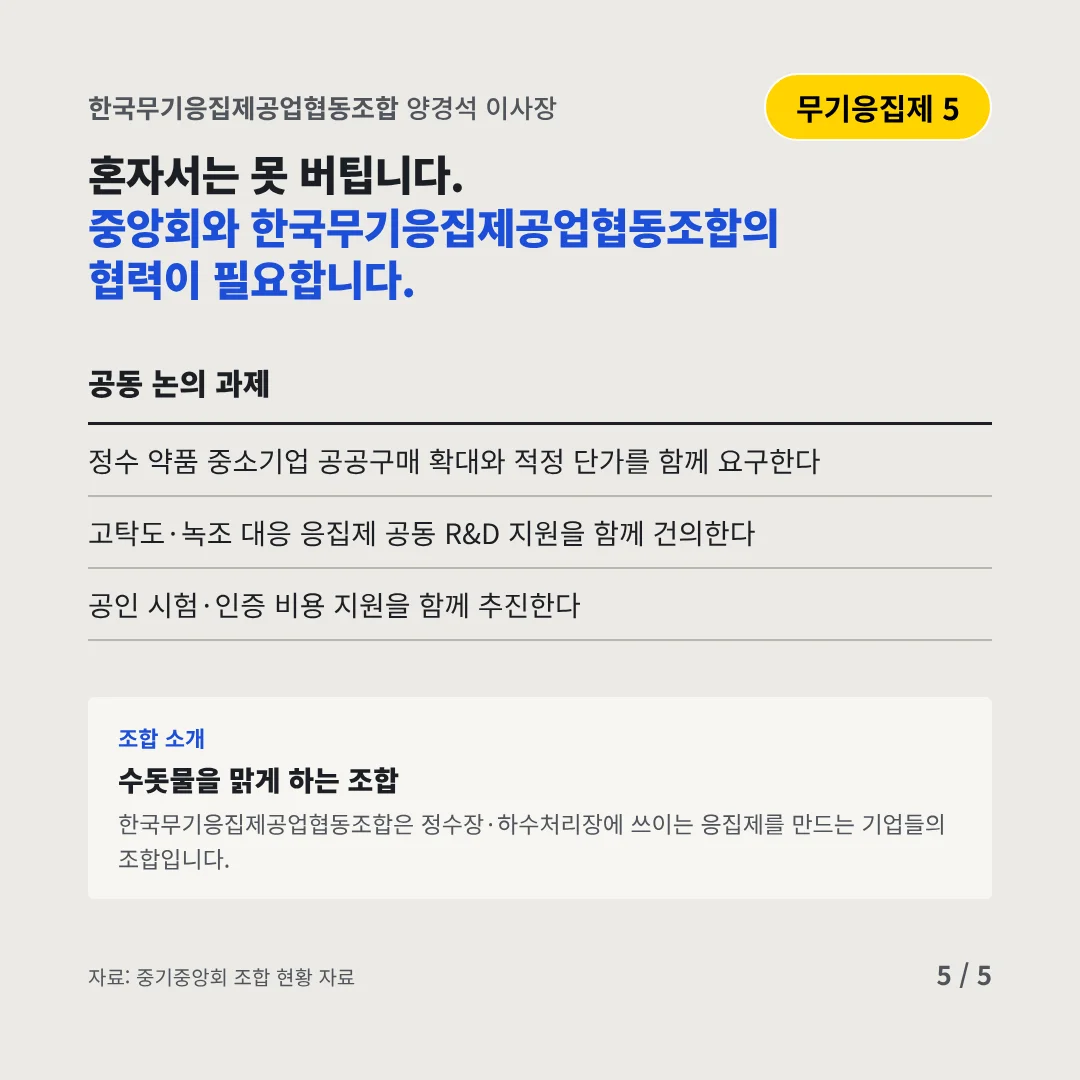 한국무기응집제공업협동조합 양경석 이사장
무기응집제 5
혼자서는 못 버팁니다.
중앙회와 한국무기응집제공업협동조합의
협력이 필요합니다.
공동 논의 과제
정수 약품 중소기업 공공구매 확대와 적정 단가를 함께 요구한다
고탁도·녹조 대응 응집제 공동 R&D 지원을 함께 건의한다
공인 시험·인증 비용 지원을 함께 추진한다
조합 소개
수돗물을 맑게 하는 조합
한국무기응집제공업협동조합은 정수장·하수처리장에 쓰이는 응집제를 만드는 기업들의
조합입니다.
자료: 중기중앙회 조합 현황 자료
5 / 5